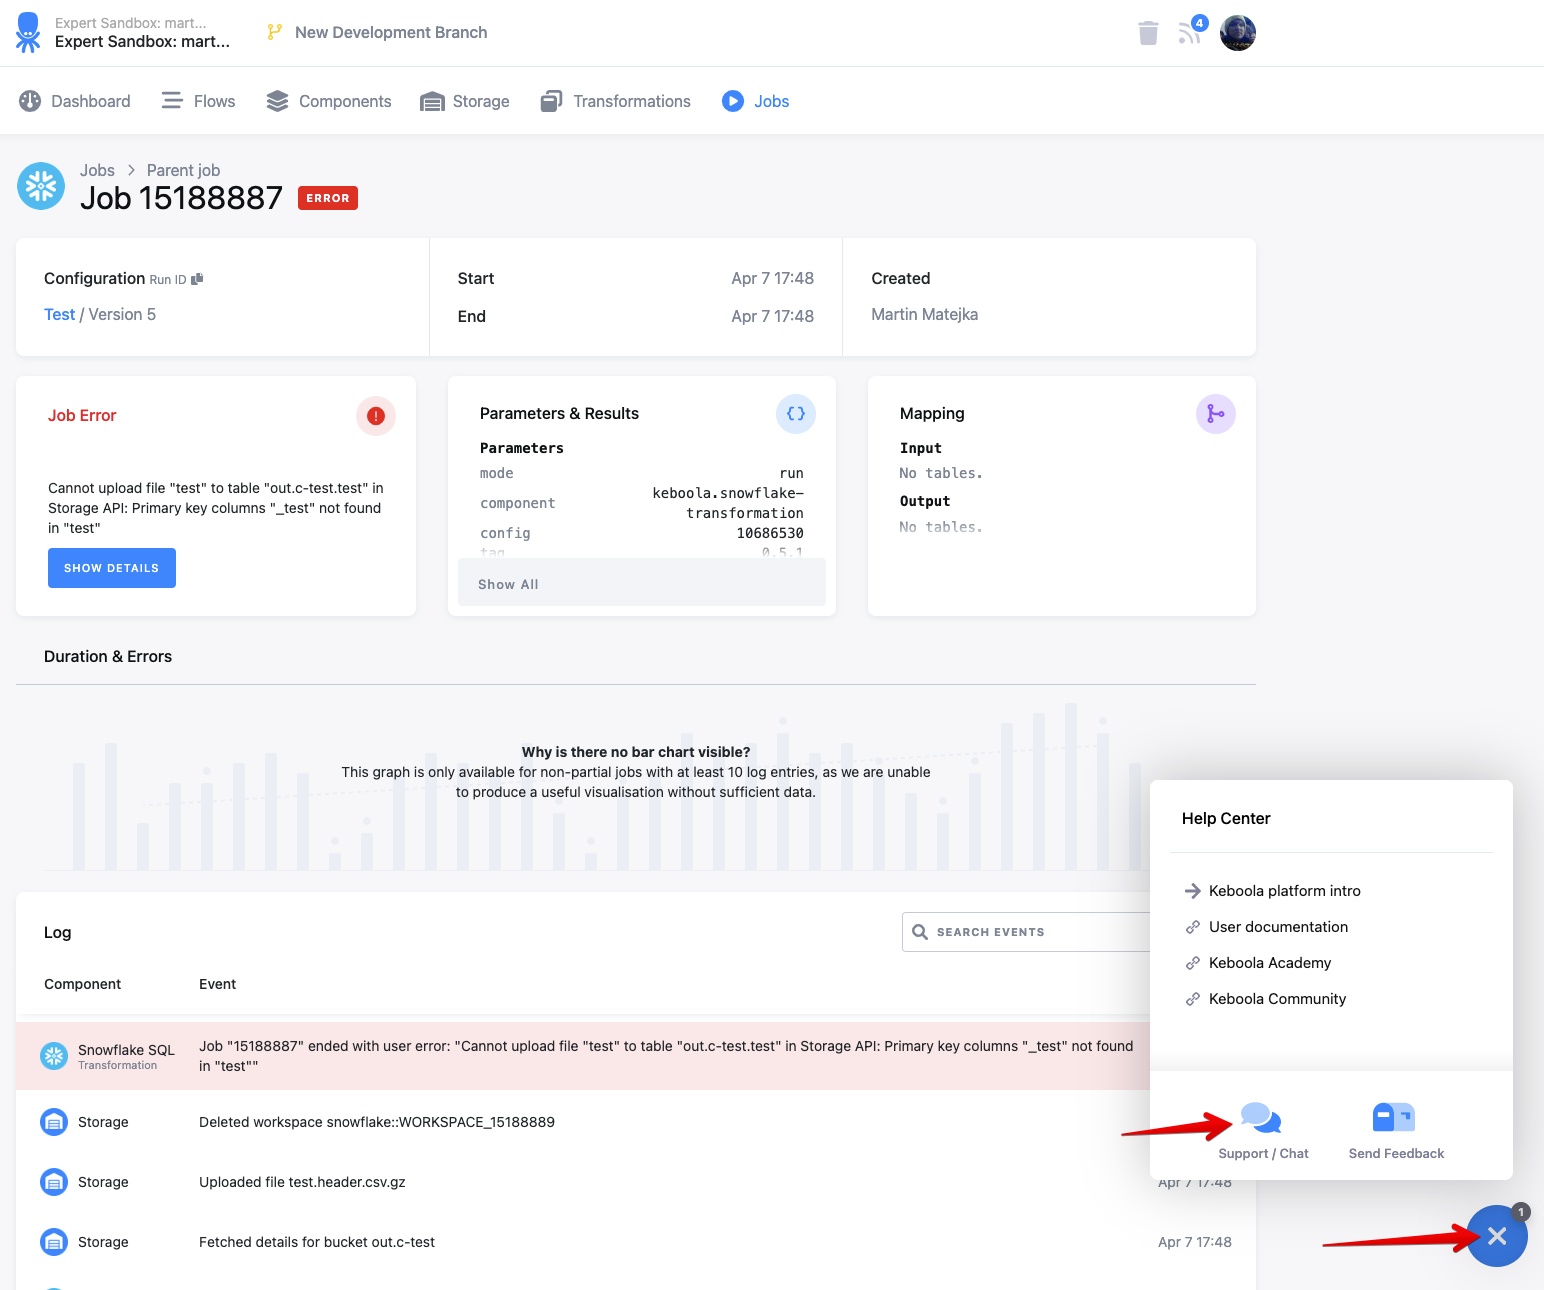 Expert Sandbox: mart...
Expert Sandbox: mart...
New Development Branch
4
Dashboard
Flows
Components
Storage
Transformations
Jobs
Jobs > Parent job
Job 15188887 ERROR
Configuration Run ID
Test / Version 5
Start Apr 7 17:48
End Apr 7 17:48
Created
Martin Matejka
Job Error
Cannot upload file "test" to table "out.c-test.test" in
Storage API: Primary key columns "_test" not found
in "test"
SHOW DETAILS
Parameters & Results
Parameters
mode run
component keboola.snowflake-
transformation
config 10686530
tag 0.5.1
Show All
Mapping
Input
No tables.
Output
No tables.
Duration & Errors
Why is there no bar chart visible?
This graph is only available for non-partial jobs with at least 10 log entries, as we are unable
to produce a useful visualisation without sufficient data.
Log
SEARCH EVENTS
Component Event
Snowflake SQL
Transformation
Job "15188887" ended with user error: "Cannot upload file "test" to table "out.c-test.test" in Storage API: Primary key columns "_test" not found
in "test""
Storage Deleted workspace snowflake::WORKSPACE_15188889
Storage Uploaded file test.header.csv.gz Apr 7 17:48
Storage Fetched details for bucket out.c-test Apr 7 17:48
Help Center
Keboola platform intro
User documentation
Keboola Academy
Keboola Community
Support / Chat
Send Feedback
1